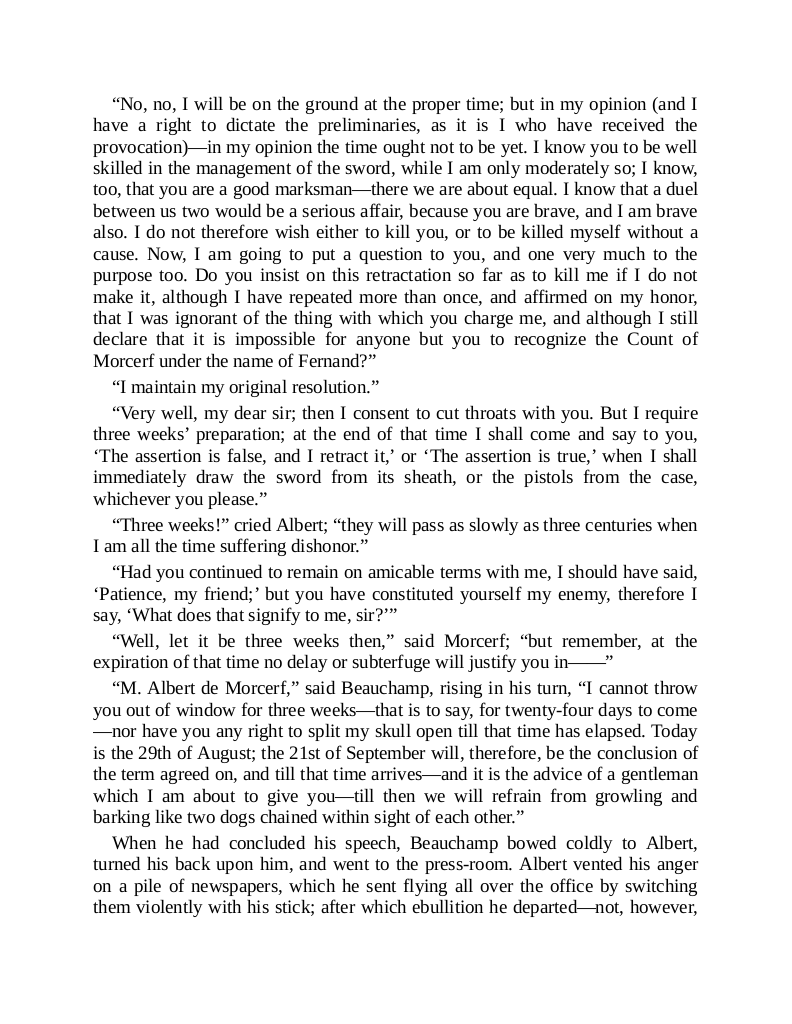 “No, no, I will be on the ground at the proper time; but in my opinion (and I
have a right to dictate the preliminaries, as it is I who have received the
provocation)—in my opinion the time ought not to be yet. I know you to be well
skilled in the management of the sword, while I am only moderately so; I know,
too, that you are a good marksman—there we are about equal. I know that a duel
between us two would be a serious affair, because you are brave, and I am brave
also. I do not therefore wish either to kill you, or to be killed myself without a
cause. Now, I am going to put a question to you, and one very much to the
purpose too. Do you insist on this retractation so far as to kill me if I do not
make it, although I have repeated more than once, and affirmed on my honor,
that I was ignorant of the thing with which you charge me, and although I still
declare that it is impossible for anyone but you to recognize the Count of
Morcerf under the name of Fernand?”
“I maintain my original resolution.”
“Very well, my dear sir; then I consent to cut throats with you. But I require
three weeks’ preparation; at the end of that time I shall come and say to you,
‘The assertion is false, and I retract it,’ or ‘The assertion is true,’ when I shall
immediately draw the sword from its sheath, or the pistols from the case,
whichever you please.”
“Three weeks!” cried Albert; “they will pass as slowly as three centuries when
I am all the time suffering dishonor.”
“Had you continued to remain on amicable terms with me, I should have said,
‘Patience, my friend;’ but you have constituted yourself my enemy, therefore I
say, ‘What does that signify to me, sir?’”
“Well, let it be three weeks then,” said Morcerf; “but remember, at the
expiration of that time no delay or subterfuge will justify you in——”
“M. Albert de Morcerf,” said Beauchamp, rising in his turn, “I cannot throw
you out of window for three weeks—that is to say, for twenty-four days to come
—nor have you any right to split my skull open till that time has elapsed. Today
is the 29th of August; the 21st of September will, therefore, be the conclusion of
the term agreed on, and till that time arrives—and it is the advice of a gentleman
which I am about to give you—till then we will refrain from growling and
barking like two dogs chained within sight of each other.”
When he had concluded his speech, Beauchamp bowed coldly to Albert,
turned his back upon him, and went to the press-room. Albert vented his anger
on a pile of newspapers, which he sent flying all over the office by switching
them violently with his stick; after which ebullition he departed—not, however,